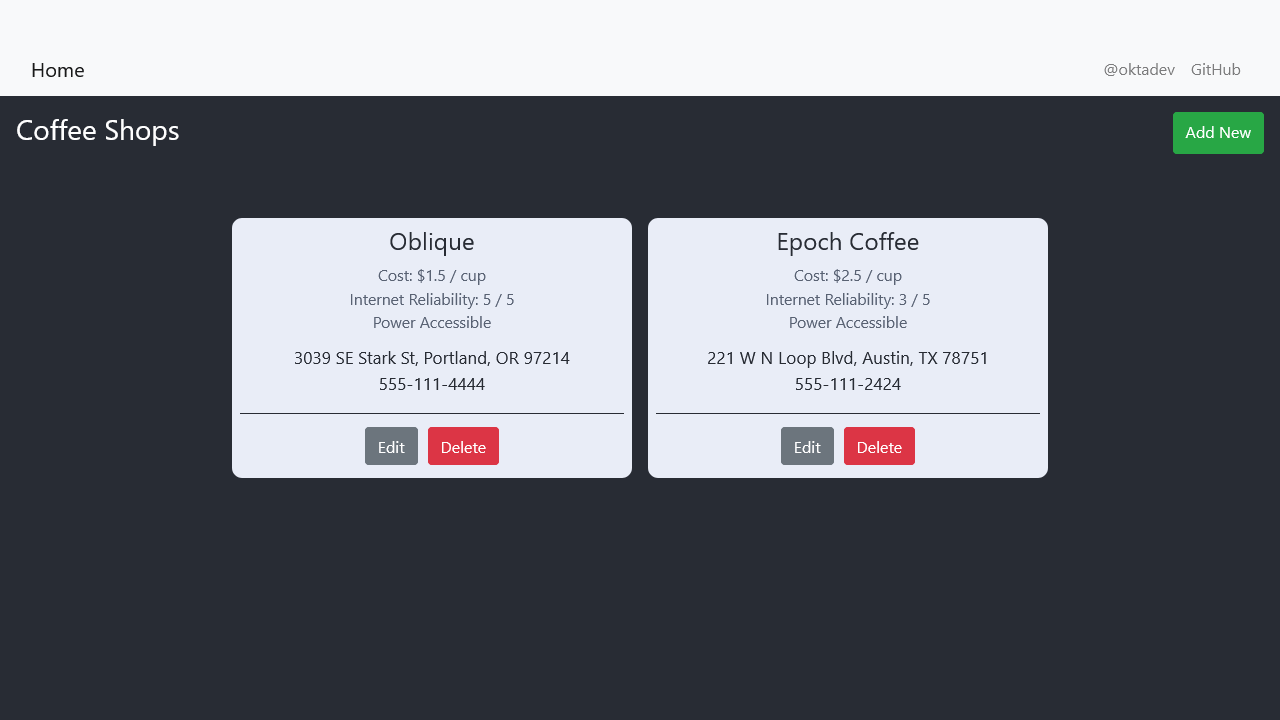 Home
@oktadev GitHub
Coffee Shops
Add New
Oblique
Cost: $1.5 / cup
Internet Reliability: 5 / 5
Power Accessible
3039 SE Stark St, Portland, OR 97214
555-111-4444
Edit Delete
Epoch Coffee
Cost: $2.5 / cup
Internet Reliability: 3 / 5
Power Accessible
221 W N Loop Blvd, Austin, TX 78751
555-111-2424
Edit Delete